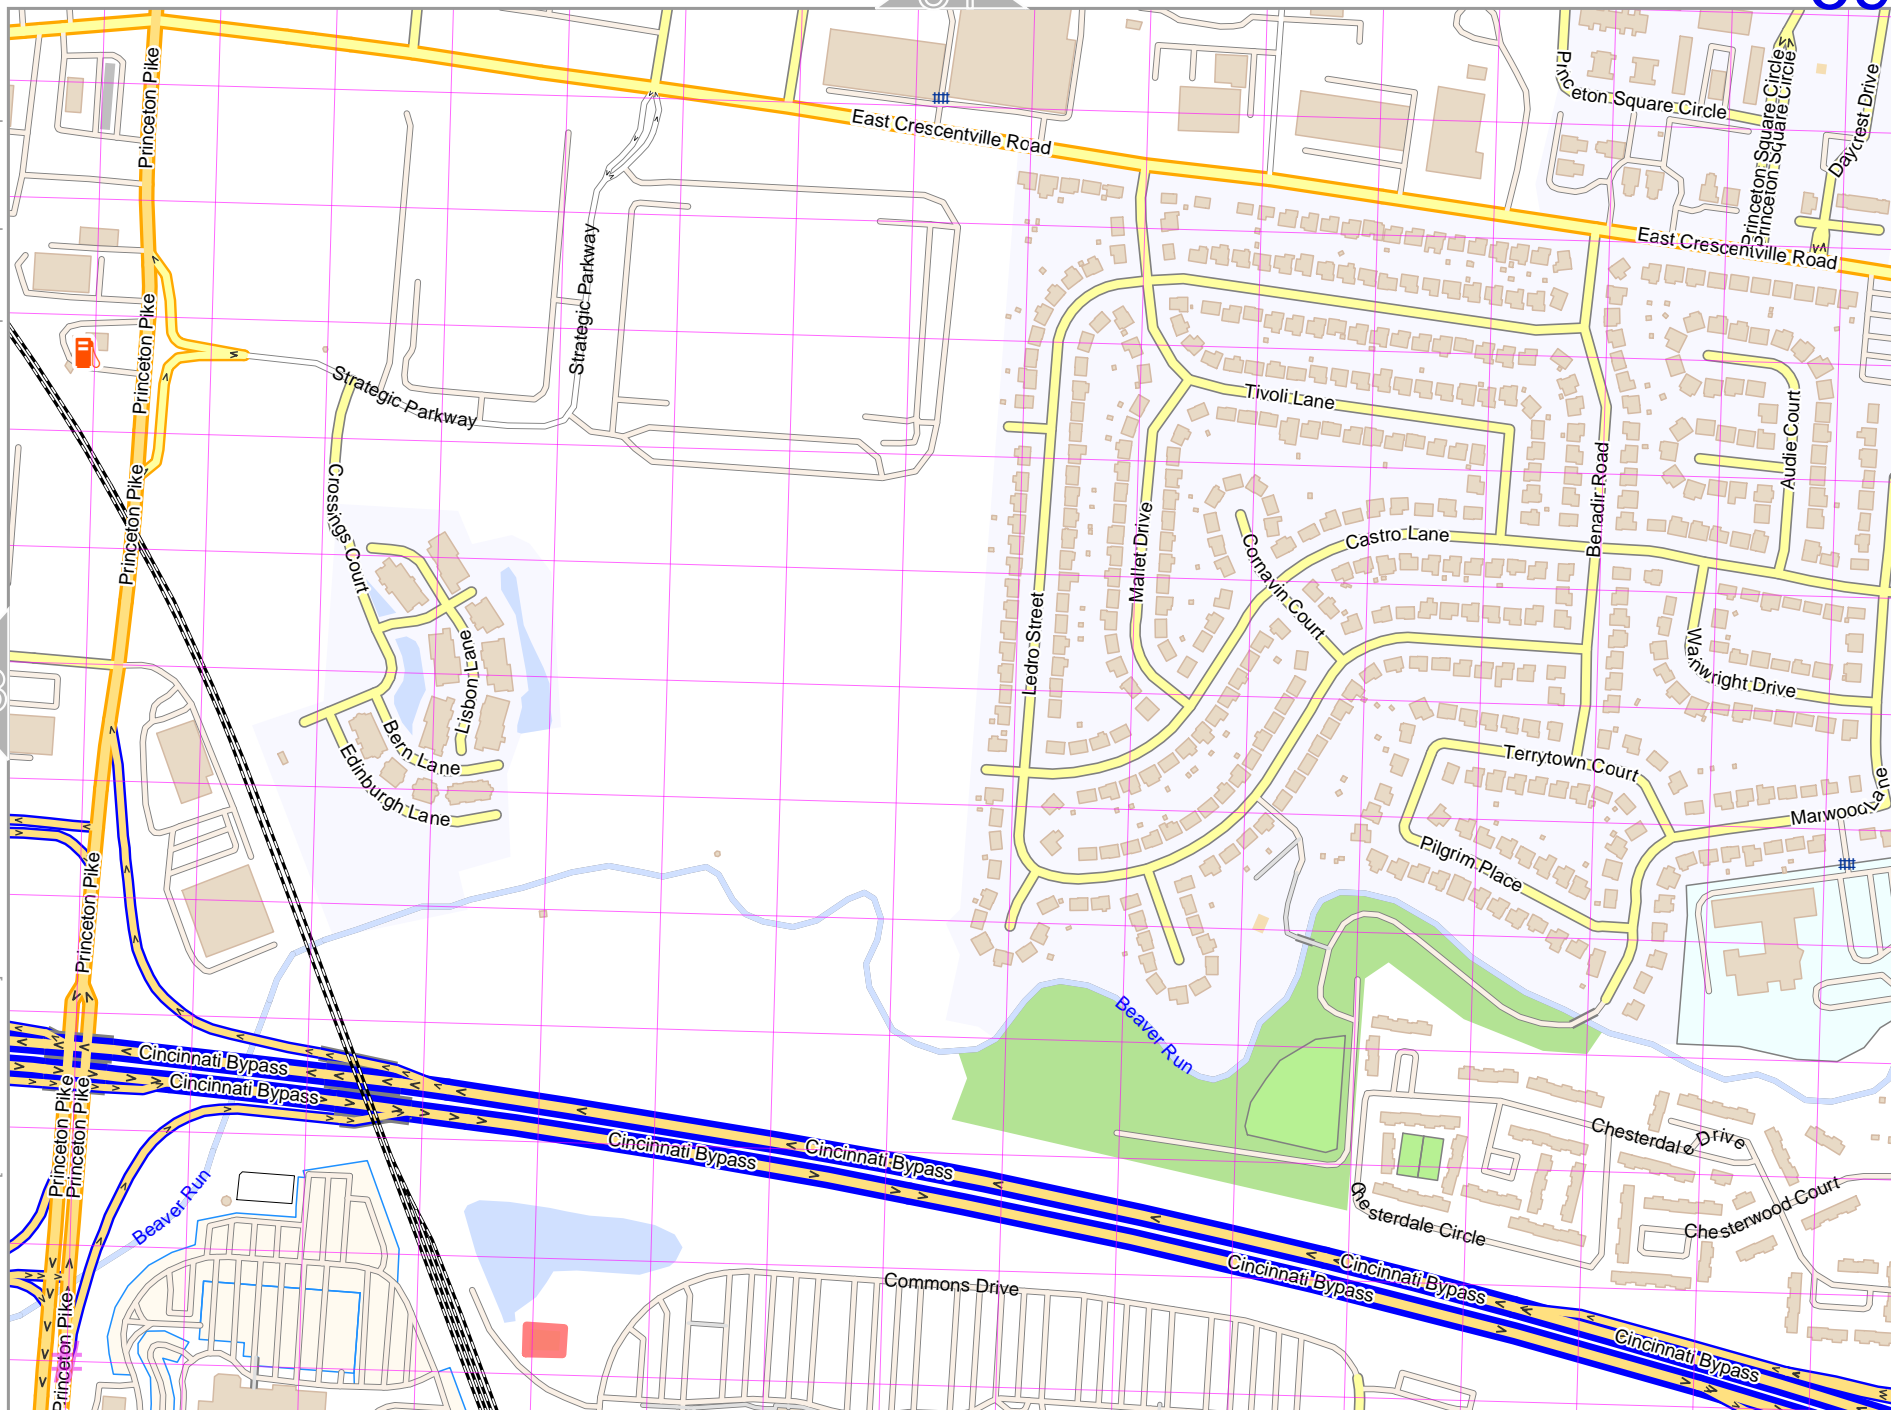 Princeton Pike
East Crescentville Road
Princeton Square Circle
Princeton Square Circle
Princeton Square Circle
Daycrest Drive
East Crescentville Road
Strategic Parkway
Princeton Pike
Strategic Parkway
Tivoli Lane
Audie Court
Princeton Pike
Crossings Court
Benadir Road
Mallet Drive
Cornavin Court
Castro Lane
Ledro Street
Lisbon Lane
Wainwright Drive
Bern Lane
Edinburgh Lane
Terrytown Court
Marwood Lane
Pilgrim Place
Princeton Pike
Beaver Run
Cincinnati Bypass
Cincinnati Bypass
Princeton Pike
Princeton Pike
Cincinnati Bypass
Cincinnati Bypass
Chesterdale Drive
Beaver Run
Chesterdale Circle
Chesterwood Court
Commons Drive
Cincinnati Bypass
Cincinnati Bypass
Princeton Pike
Cincinnati Bypass